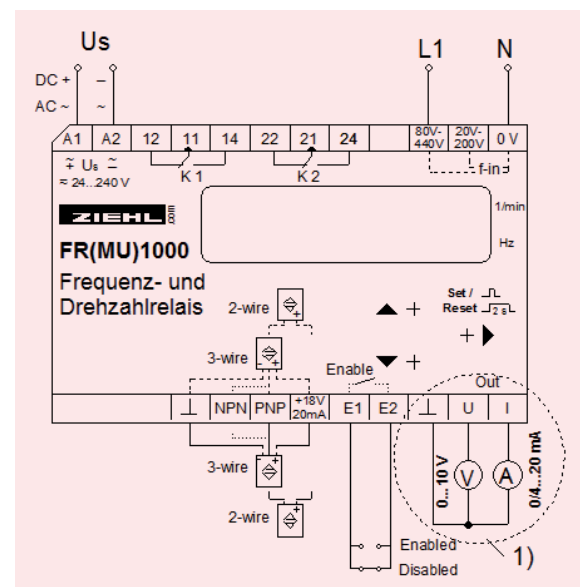 Us
L1 N
DC + –
AC ~ ~
A1 A2 12 11 14 22 21 24 80V-440V 20V-200V 0 V
Us
≈ 24...240 V
K 1
K 2
f-in
ZIEHL.com
1/min
Hz
FR(MU)1000
Frequenz- und
Drehzahlrelais
2-wire
3-wire
Set /
Reset 2 s
+
+
+
Enable
Out
⊥ NPN PNP +18V 20mA E1 E2 ⊥ U I
3-wire
2-wire
0...10 V
V
A
0/4...20 mA
Enabled
Disabled
1)